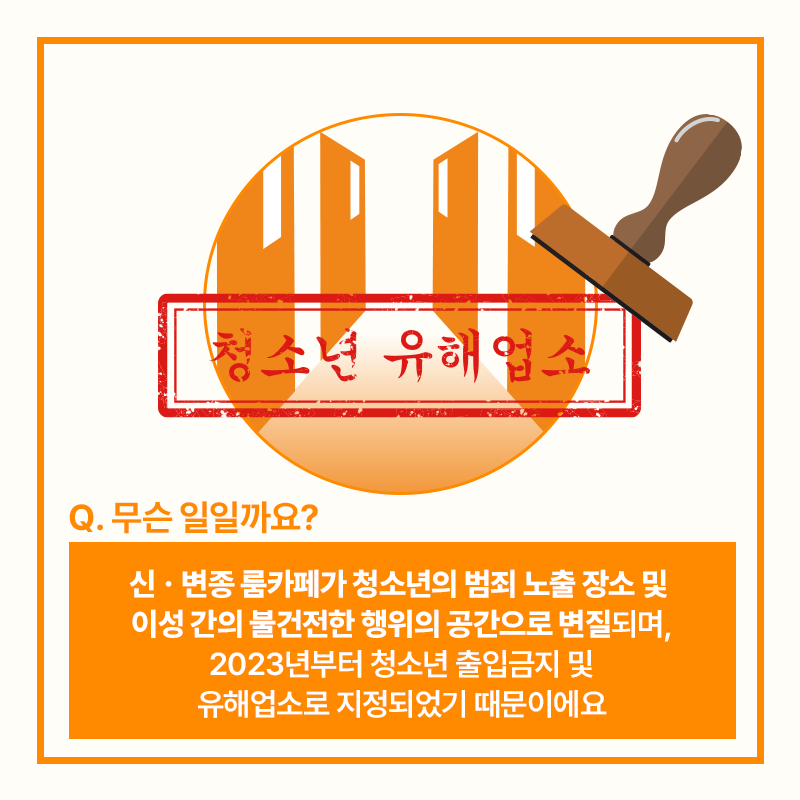 청소년 유해업소
Q. 무슨 일일까요?
신 · 변종 룸카페가 청소년의 범죄 노출 장소 및
이성 간의 불건전한 행위의 공간으로 변질되며,
2023년부터 청소년 출입금지 및
유해업소로 지정되었기 때문이에요